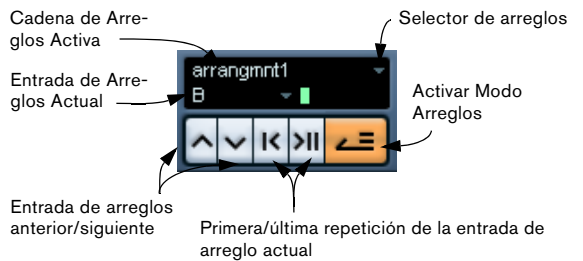 Cadena de Arre-
glos Activa
Selector de arreglos
arrangmnt1
Entrada de Arre-
glos Actual
B
Activar Modo
Arreglos
Entrada de arreglos
anterior/siguiente
Primera/última repetición de la entrada de
arreglo actual